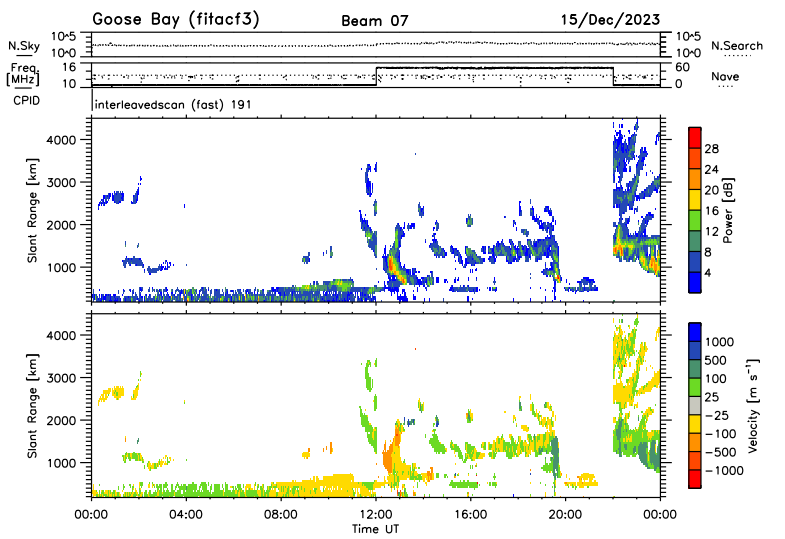 Goose Bay (fitacf3) Beam 07 15/Dec/2023
N.Sky 10^5 10^0 10^5 10^0 N.Search
Freq. [MHz] 16 10 60 0 Nave
CPID interleavedscan (fast) 191
Slant Range [km] 4000 3000 2000 1000
Power [dB] 28 24 20 16 12 8 4
Slant Range [km] 4000 3000 2000 1000
Velocity [m s⁻¹] 1000 500 100 25 −25 −100 −500 −1000
00:00 04:00 08:00 12:00 16:00 20:00 00:00
Time UT